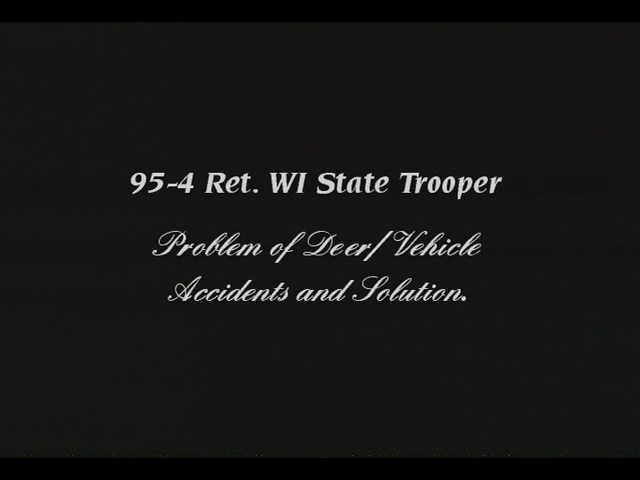 95-4 Ret. WI State Trooper
Problem of Deer/Vehicle
Accidents and Solution.